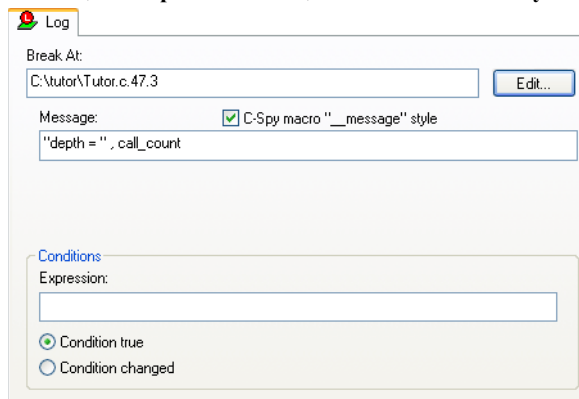 Log
Break At:
C:\tutor\Tutor.c.47.3
Edit...
Message:
C-Spy macro "__message" style
"depth = " , call_count
Conditions
Expression:
Condition true
Condition changed